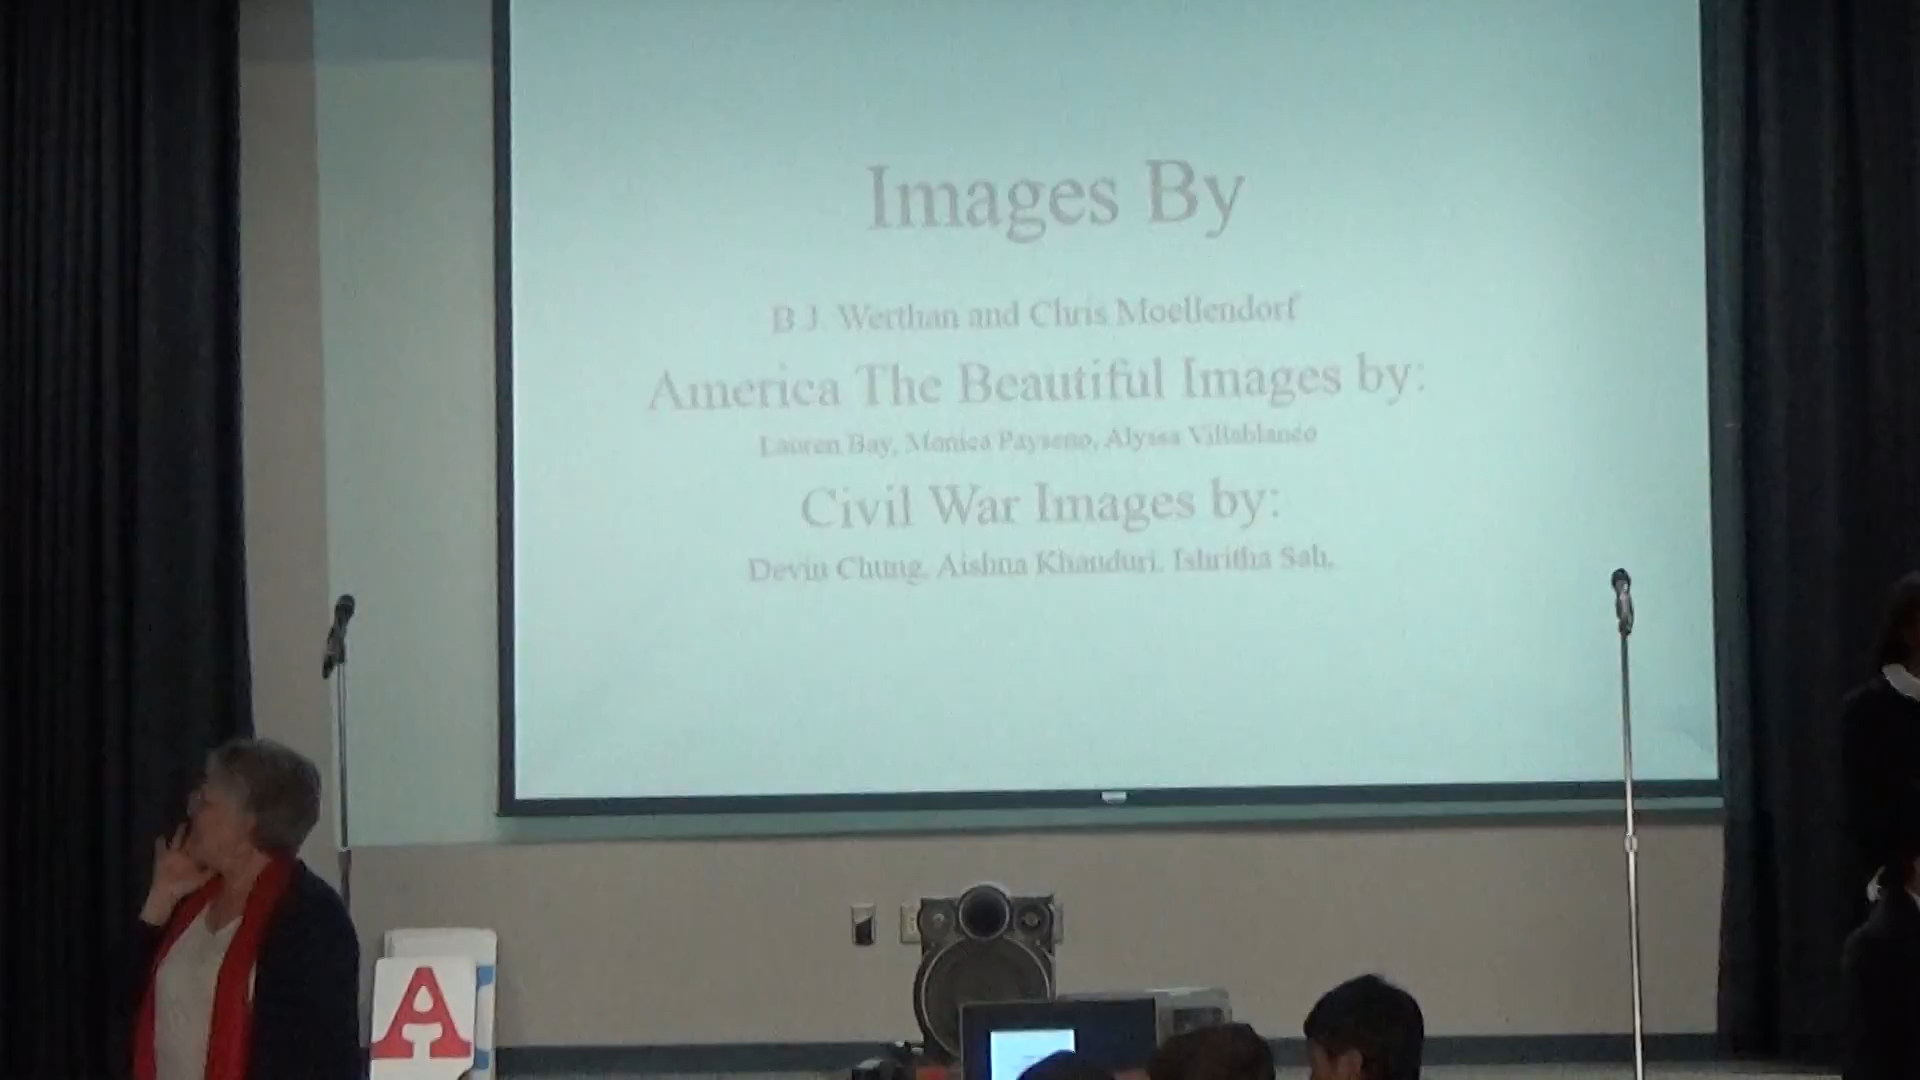 Images By
B.J. Werthan and Chris Moellendorf
America The Beautiful Images by:
Lauren Bay, Monica Payseno, Alyssa Villablanco
Civil War Images by:
Devin Chung, Aishna Khanduri, Ishritha Sah,
A